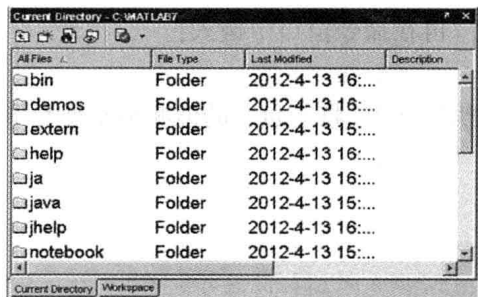 Current Directory - C:\MATLAB7
All Files File Type Last Modified Description
bin Folder 2012-4-13 16:...
demos Folder 2012-4-13 16:...
extern Folder 2012-4-13 15:...
help Folder 2012-4-13 16:...
ja Folder 2012-4-13 16:...
java Folder 2012-4-13 15:...
jhelp Folder 2012-4-13 16:...
notebook Folder 2012-4-13 15:...
Current Directory Workspace